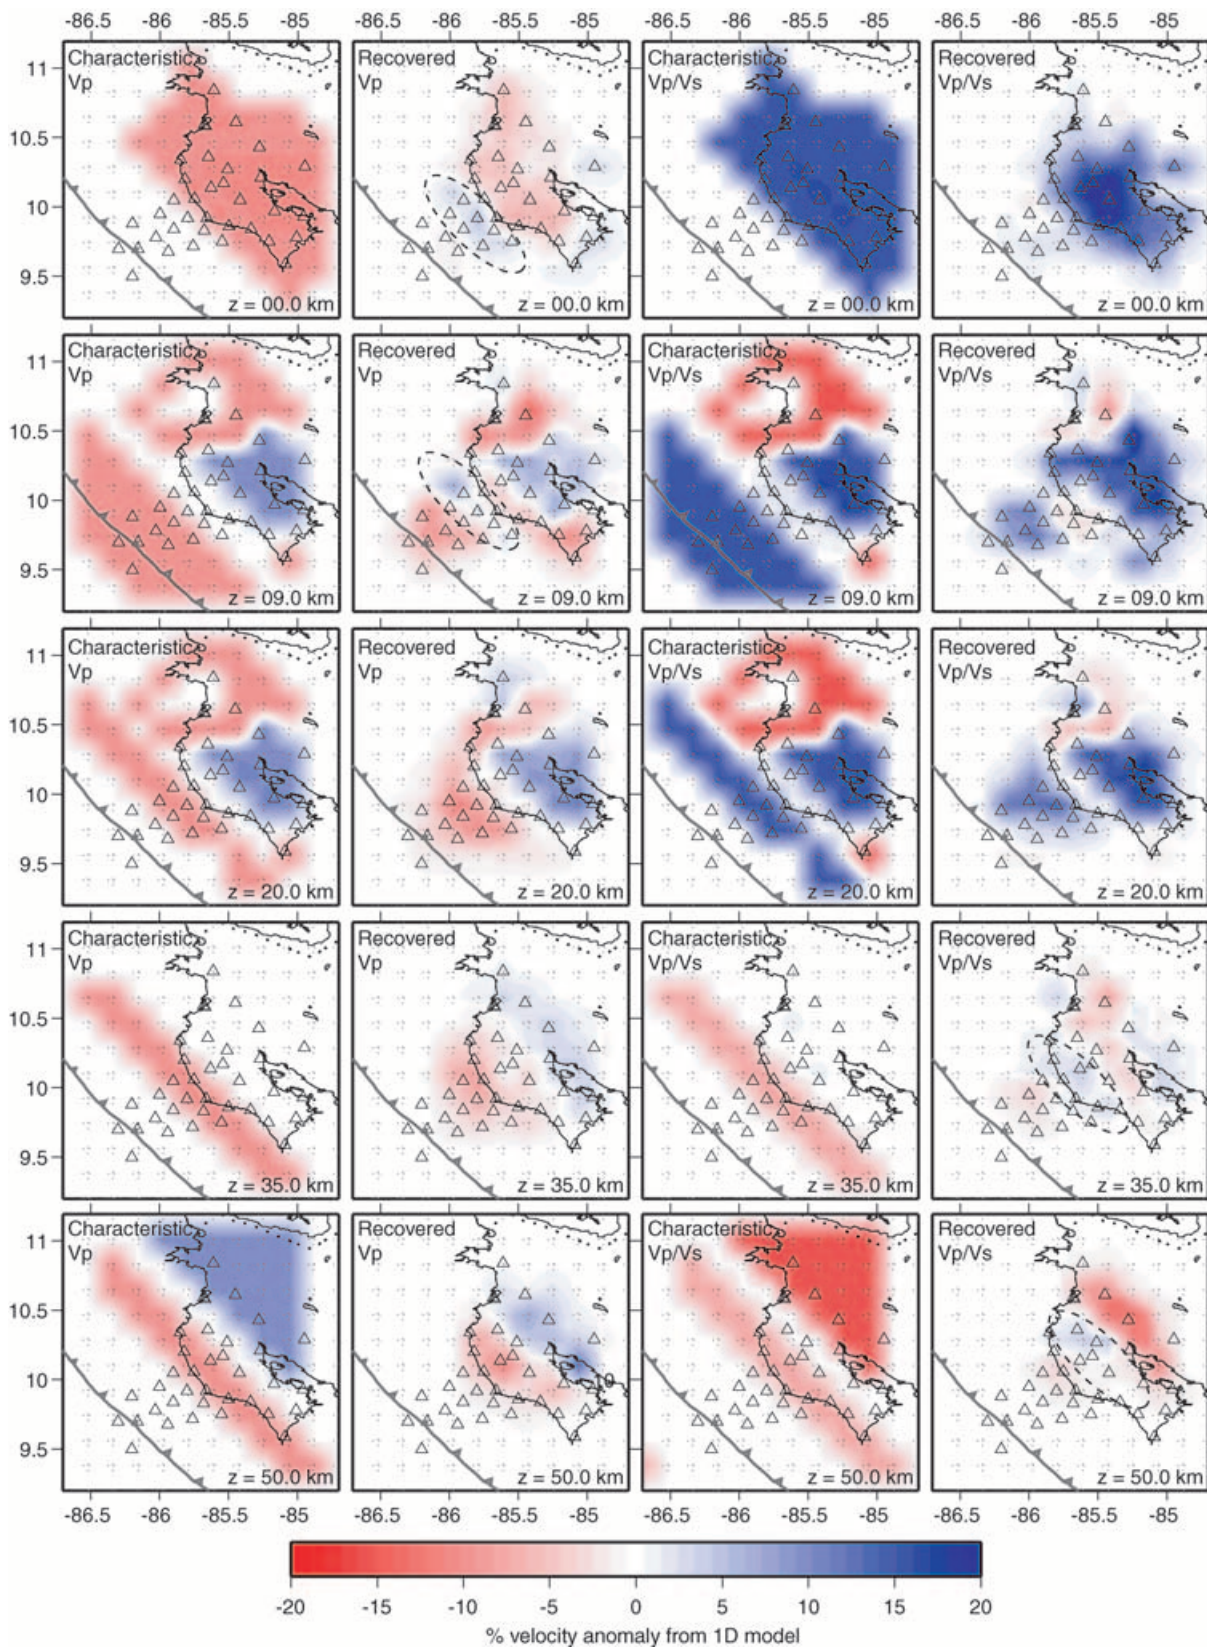 -86.5 -86 -85.5 -85 -86.5 -86 -85.5 -85 -86.5 -86 -85.5 -85 -86.5 -86 -85.5 -85
11
10.5
10
9.5
Characteristic
Vp
z = 00.0 km
Recovered
Vp
z = 00.0 km
Characteristic
Vp/Vs
z = 00.0 km
Recovered
Vp/Vs
z = 00.0 km
11
10.5
10
9.5
Characteristic
Vp
z = 09.0 km
Recovered
Vp
z = 09.0 km
Characteristic
Vp/Vs
z = 09.0 km
Recovered
Vp/Vs
z = 09.0 km
11
10.5
10
9.5
Characteristic
Vp
z = 20.0 km
Recovered
Vp
z = 20.0 km
Characteristic
Vp/Vs
z = 20.0 km
Recovered
Vp/Vs
z = 20.0 km
11
10.5
10
9.5
Characteristic
Vp
z = 35.0 km
Recovered
Vp
z = 35.0 km
Characteristic
Vp/Vs
z = 35.0 km
Recovered
Vp/Vs
z = 35.0 km
11
10.5
10
9.5
Characteristic
Vp
z = 50.0 km
Recovered
Vp
0
z = 50.0 km
Characteristic
Vp/Vs
z = 50.0 km
Recovered
Vp/Vs
z = 50.0 km
-86.5 -86 -85.5 -85 -86.5 -86 -85.5 -85 -86.5 -86 -85.5 -85 -86.5 -86 -85.5 -85
-20 -15 -10 -5 0 5 10 15 20
% velocity anomaly from 1D model